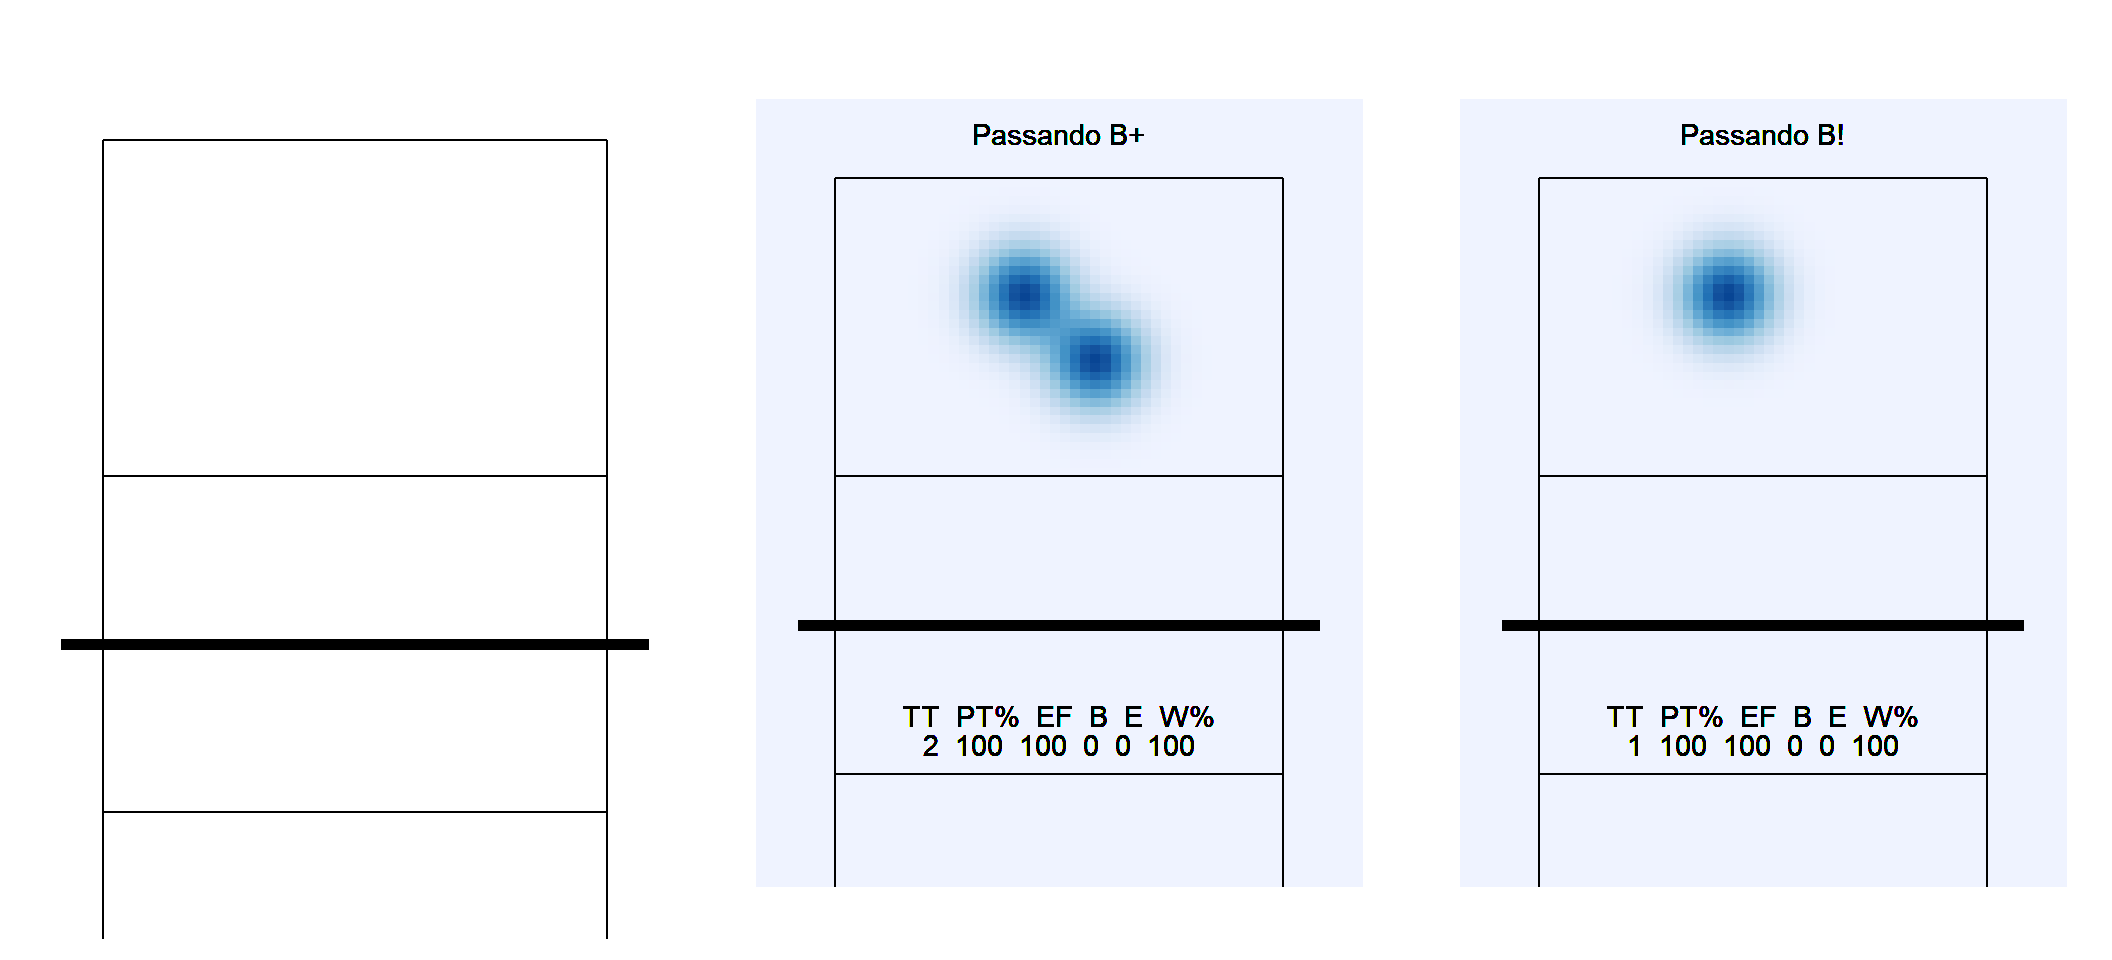 Passando B+
TT PT% EF B E W%
2 100 100 0 0 100
Passando B!
TT PT% EF B E W%
1 100 100 0 0 100